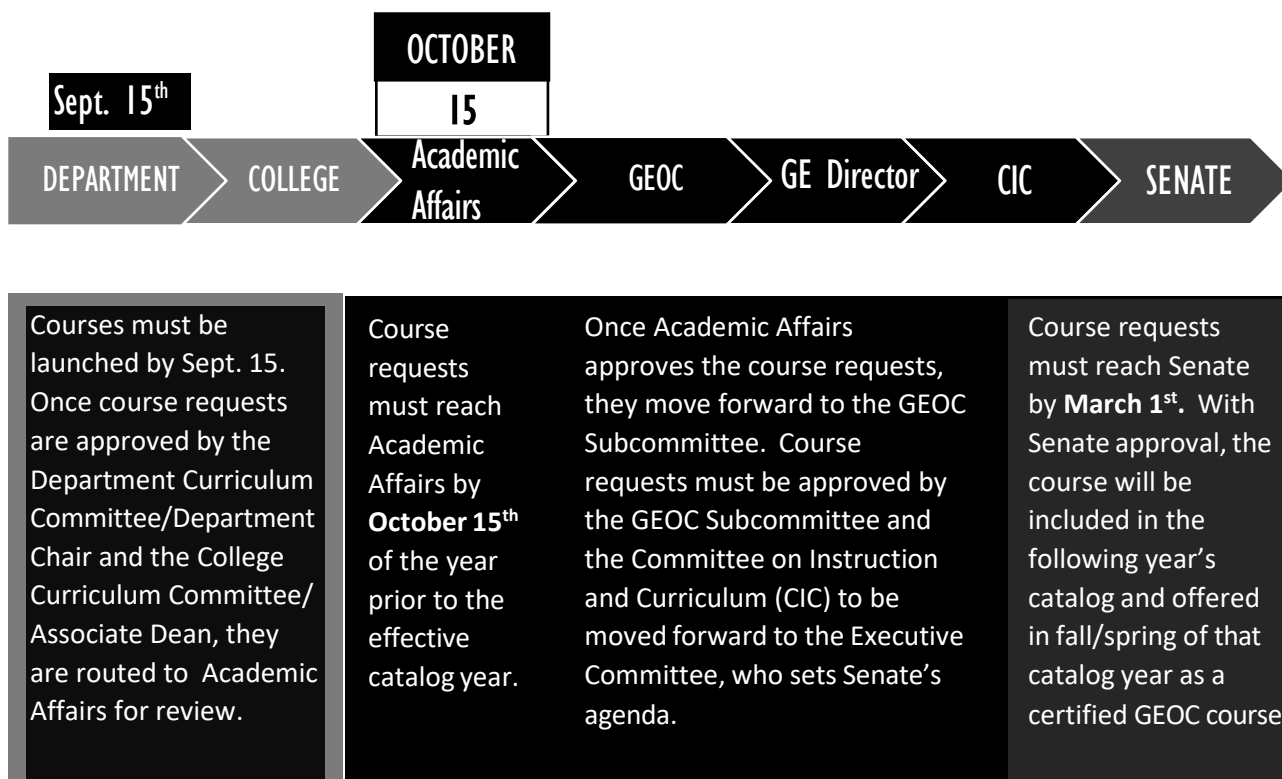 OCTOBER
Sept. 15th
15
DEPARTMENT
COLLEGE
Academic
Affairs
GEOC
GE Director
CIC
SENATE
Courses must be
launched by Sept. 15.
Once course requests
are approved by the
Department Curriculum
Committee/Department
Chair and the College
Curriculum Committee/
Associate Dean, they
are routed to Academic
Affairs for review.
Course
requests
must reach
Academic
Affairs by
October 15th
of the year
prior to the
effective
catalog year.
Once Academic Affairs
approves the course requests,
they move forward to the GEOC
Subcommittee. Course
requests must be approved by
the GEOC Subcommittee and
the Committee on Instruction
and Curriculum (CIC) to be
moved forward to the Executive
Committee, who sets Senate's
agenda.
Course requests
must reach Senate
by March 1st. With
Senate approval, the
course will be
included in the
following year's
catalog and offered
in fall/spring of that
catalog year as a
certified GEOC course